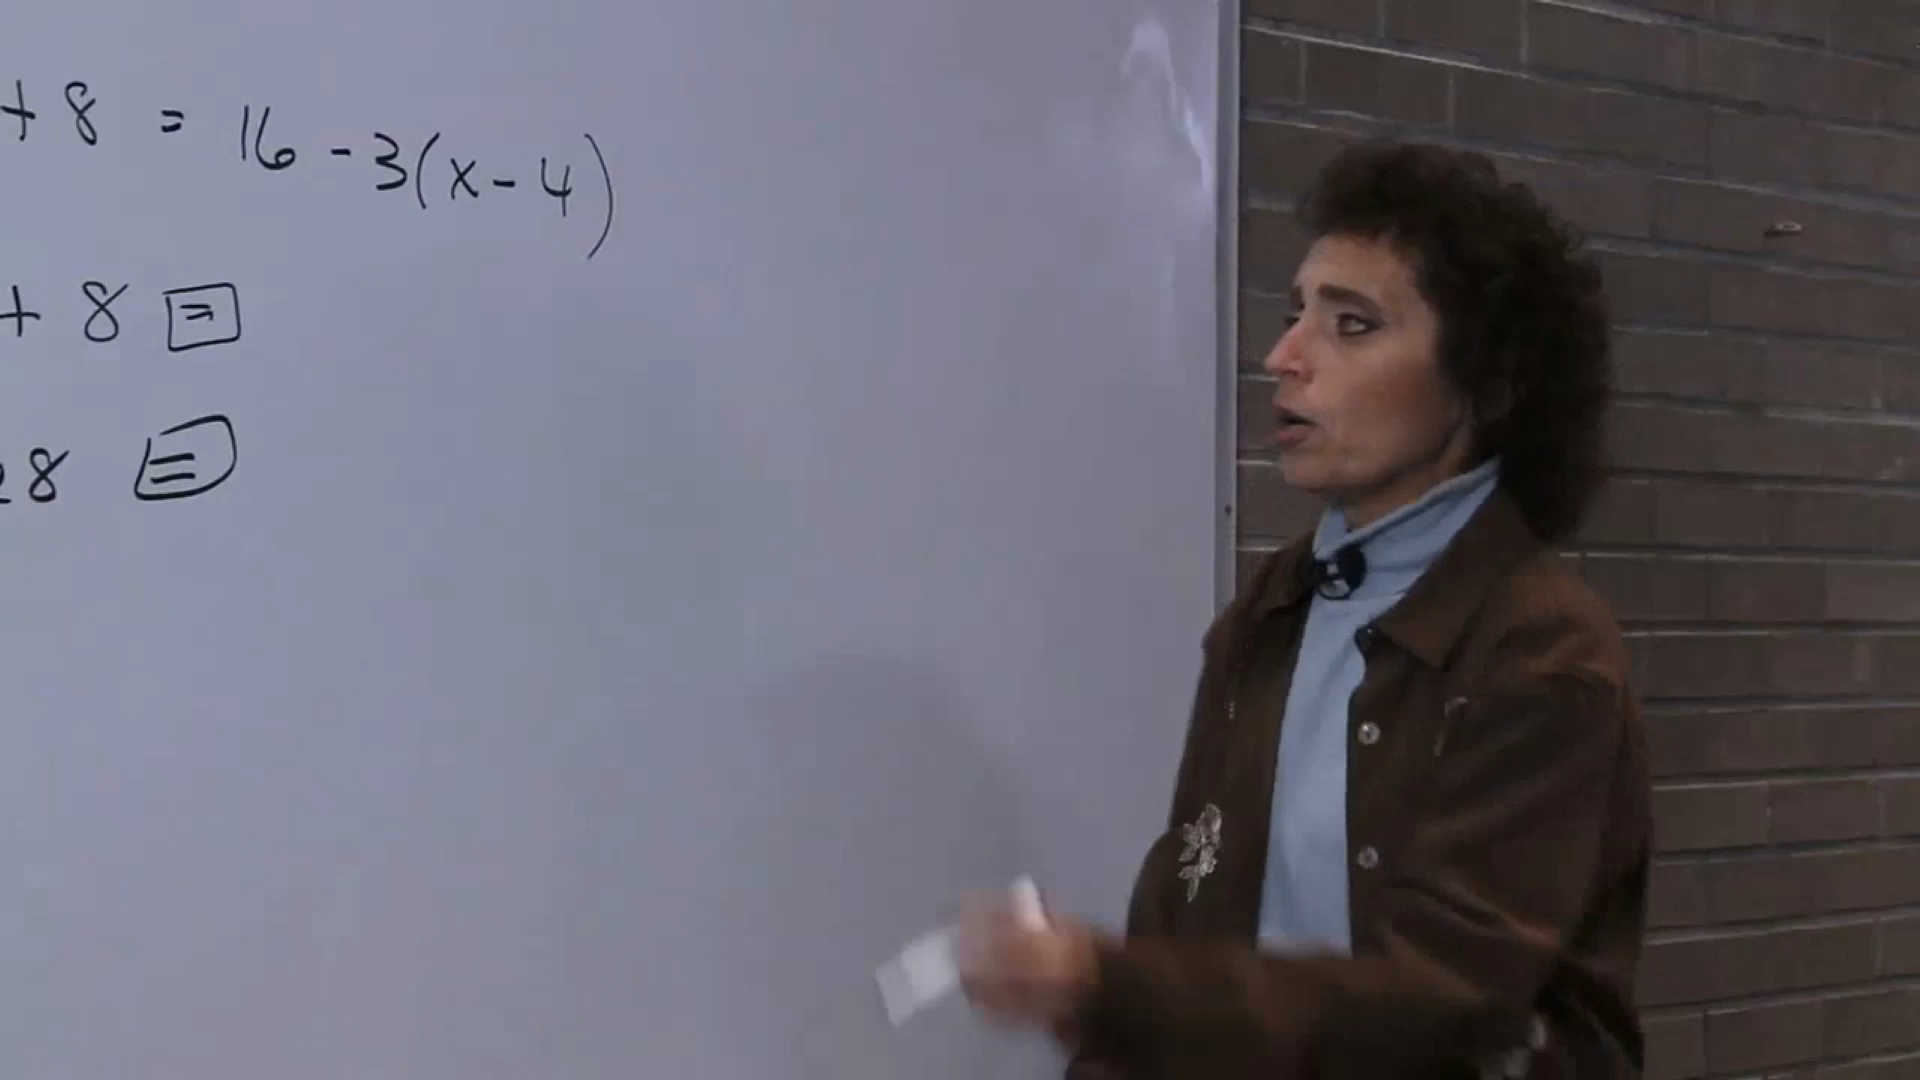 + 8 = 16 - 3(x - 4)
+ 8 =
28 =